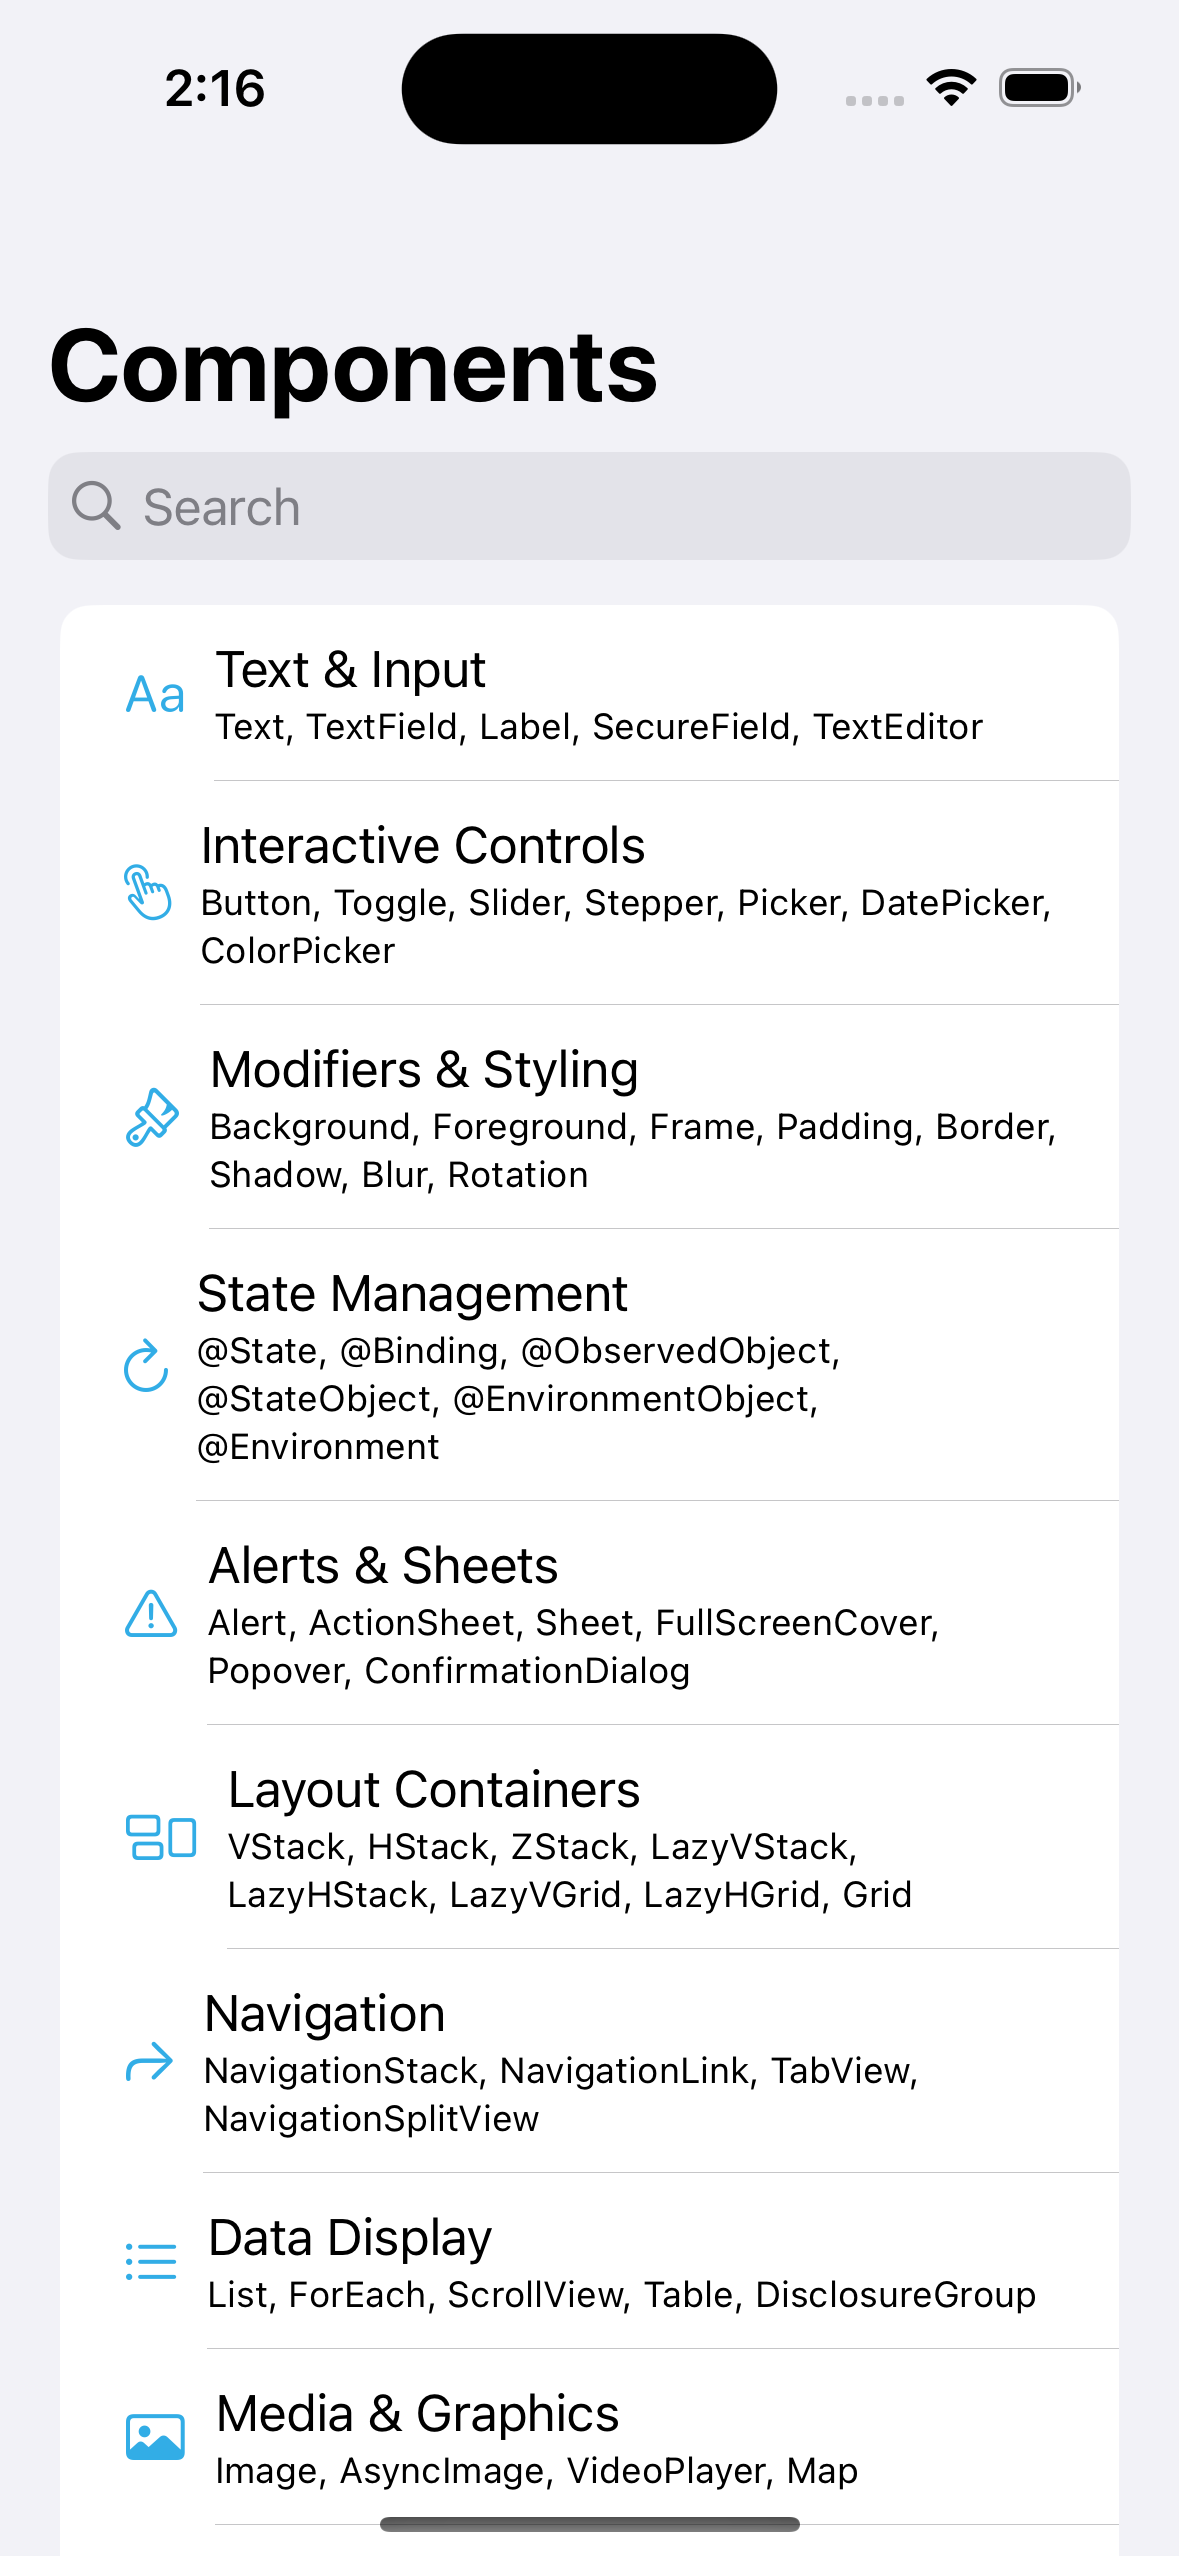 2:16
Components
Search
Aa
Text & Input
Text, TextField, Label, SecureField, TextEditor
Interactive Controls
Button, Toggle, Slider, Stepper, Picker, DatePicker,
ColorPicker
Modifiers & Styling
Background, Foreground, Frame, Padding, Border,
Shadow, Blur, Rotation
State Management
@State, @Binding, @ObservedObject,
@StateObject, @EnvironmentObject,
@Environment
Alerts & Sheets
Alert, ActionSheet, Sheet, FullScreenCover,
Popover, ConfirmationDialog
Layout Containers
VStack, HStack, ZStack, LazyVStack,
LazyHStack, LazyVGrid, LazyHGrid, Grid
Navigation
NavigationStack, NavigationLink, TabView,
NavigationSplitView
Data Display
List, ForEach, ScrollView, Table, DisclosureGroup
Media & Graphics
Image, AsyncImage, VideoPlayer, Map